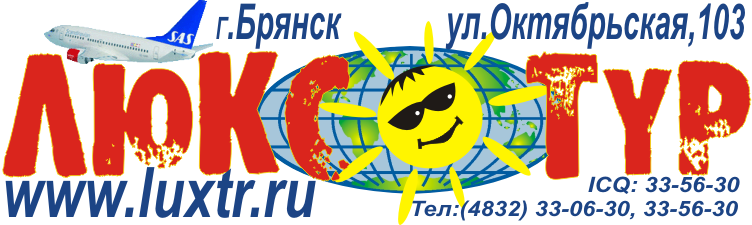 SAS
г.Брянск ул.Октябрьская,103
ЛЮКС ТУР
www.luxtr.ru
ICQ: 33-56-30
Тел:(4832) 33-06-30, 33-56-30